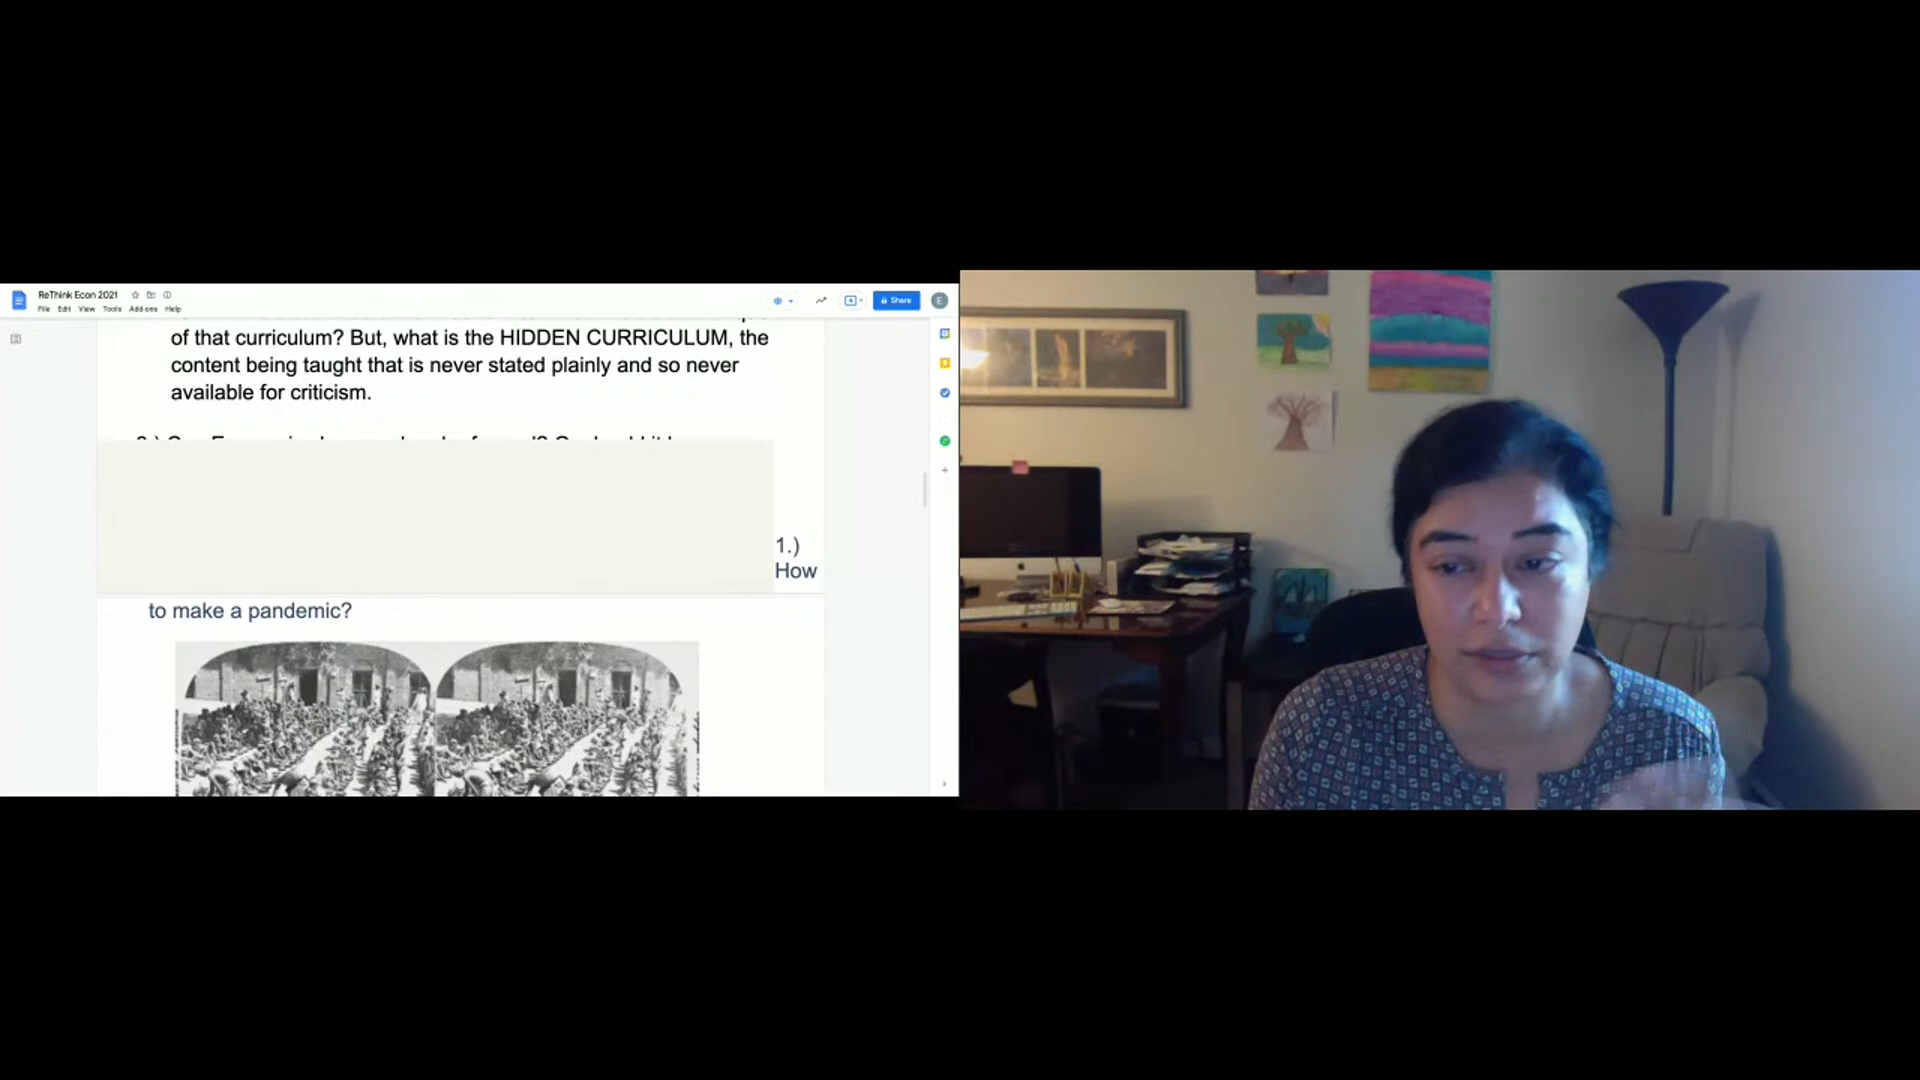 ReThink Econ 2021
File Edit View Tools Add-ons Help
Share
E
of that curriculum? But, what is the HIDDEN CURRICULUM, the
content being taught that is never stated plainly and so never
available for criticism.
1.)
How
to make a pandemic?